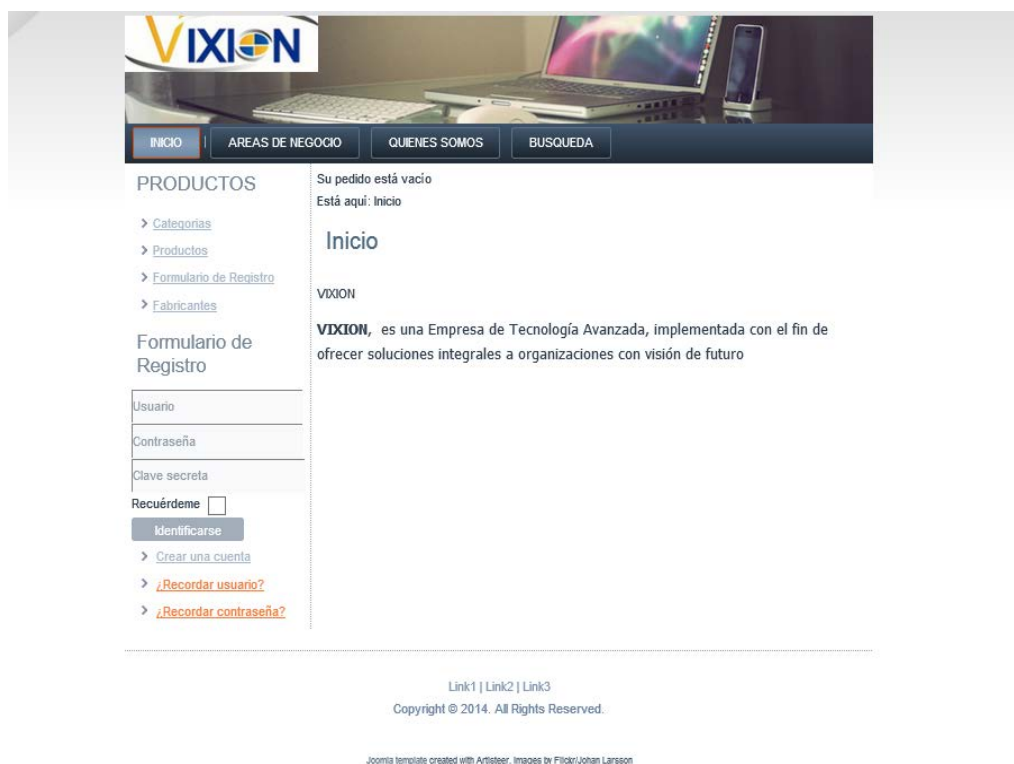 VIXION
INICIO | AREAS DE NEGOCIO QUIENES SOMOS BUSQUEDA
PRODUCTOS
Categorias
Productos
Formulario de Registro
Fabricantes
Formulario de
Registro
Usuario
Contraseña
Clave secreta
Recuérdeme
Identificarse
Crear una cuenta
¿Recordar usuario?
¿Recordar contraseña?
Su pedido está vacío
Está aquí: Inicio
Inicio
VIXION
VIXION, es una Empresa de Tecnología Avanzada, implementada con el fin de
ofrecer soluciones integrales a organizaciones con visión de futuro
Link1 | Link2 | Link3
Copyright © 2014. All Rights Reserved.
Joomla template created with Artisteer. Images by Flickr/Johan Larsson